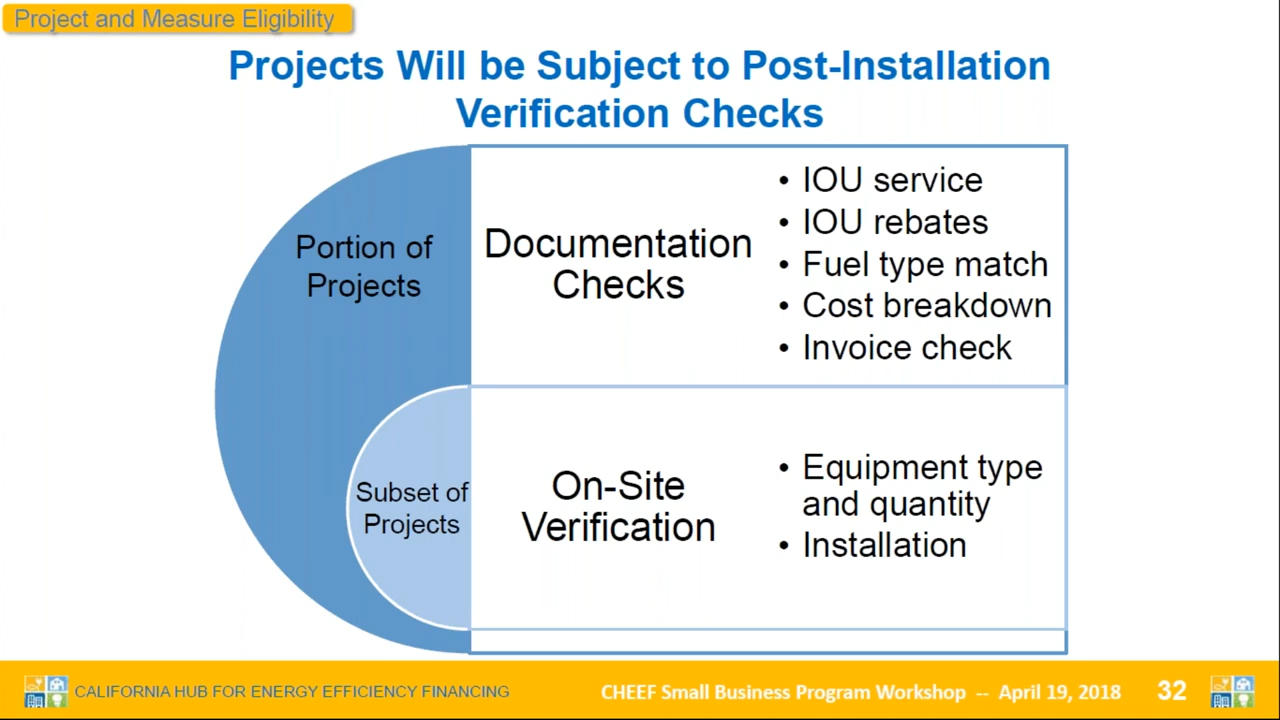 Project and Measure Eligibility
Projects Will be Subject to Post-Installation
Verification Checks
Portion of
Projects
Documentation
Checks
• IOU service
• IOU rebates
• Fuel type match
• Cost breakdown
• Invoice check
Subset of
Projects
On-Site
Verification
• Equipment type
and quantity
• Installation
CALIFORNIA HUB FOR ENERGY EFFICIENCY FINANCING
CHEEF Small Business Program Workshop -- April 19, 2018
32